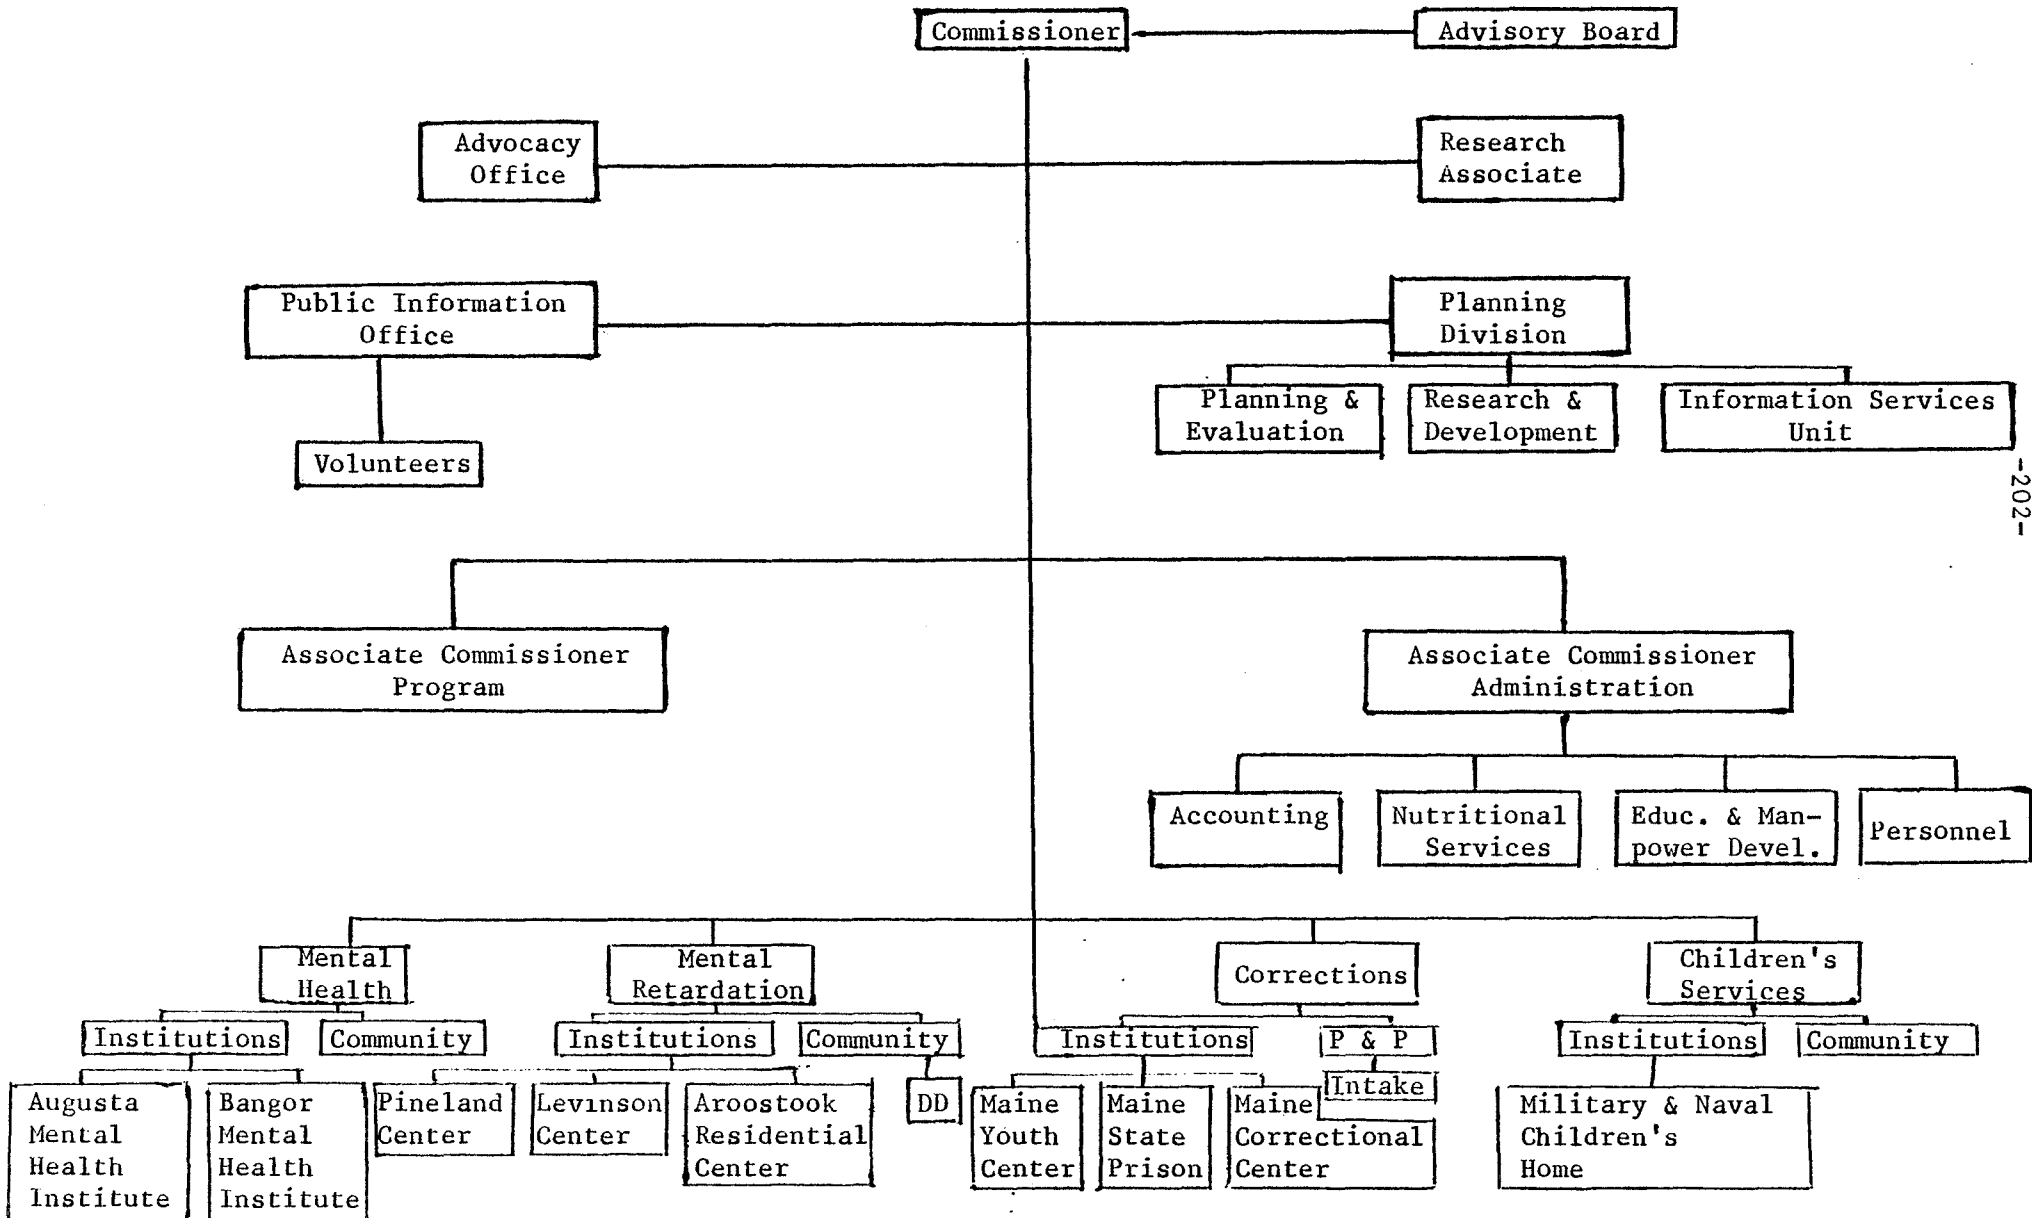 Commissioner
Advisory Board
Advocacy
Office
Research
Associate
Public Information
Office
Planning
Division
Planning &
Evaluation
Research &
Development
Information Services
Unit
Volunteers
-202-
Associate Commissioner
Program
Associate Commissioner
Administration
Accounting
Nutritional
Services
Educ. & Man-
power Devel.
Personnel
Mental
Health
Mental
Retardation
Corrections
Children's
Services
Institutions
Community
Institutions
Community
Institutions
P & P
Institutions
Community
Augusta
Mental
Health
Institute
Bangor
Mental
Health
Institute
Pineland
Center
Levinson
Center
Aroostook
Residential
Center
DD
Maine
Youth
Center
Maine
State
Prison
Maine
Correctional
Center
Intake
Military & Naval
Children's
Home